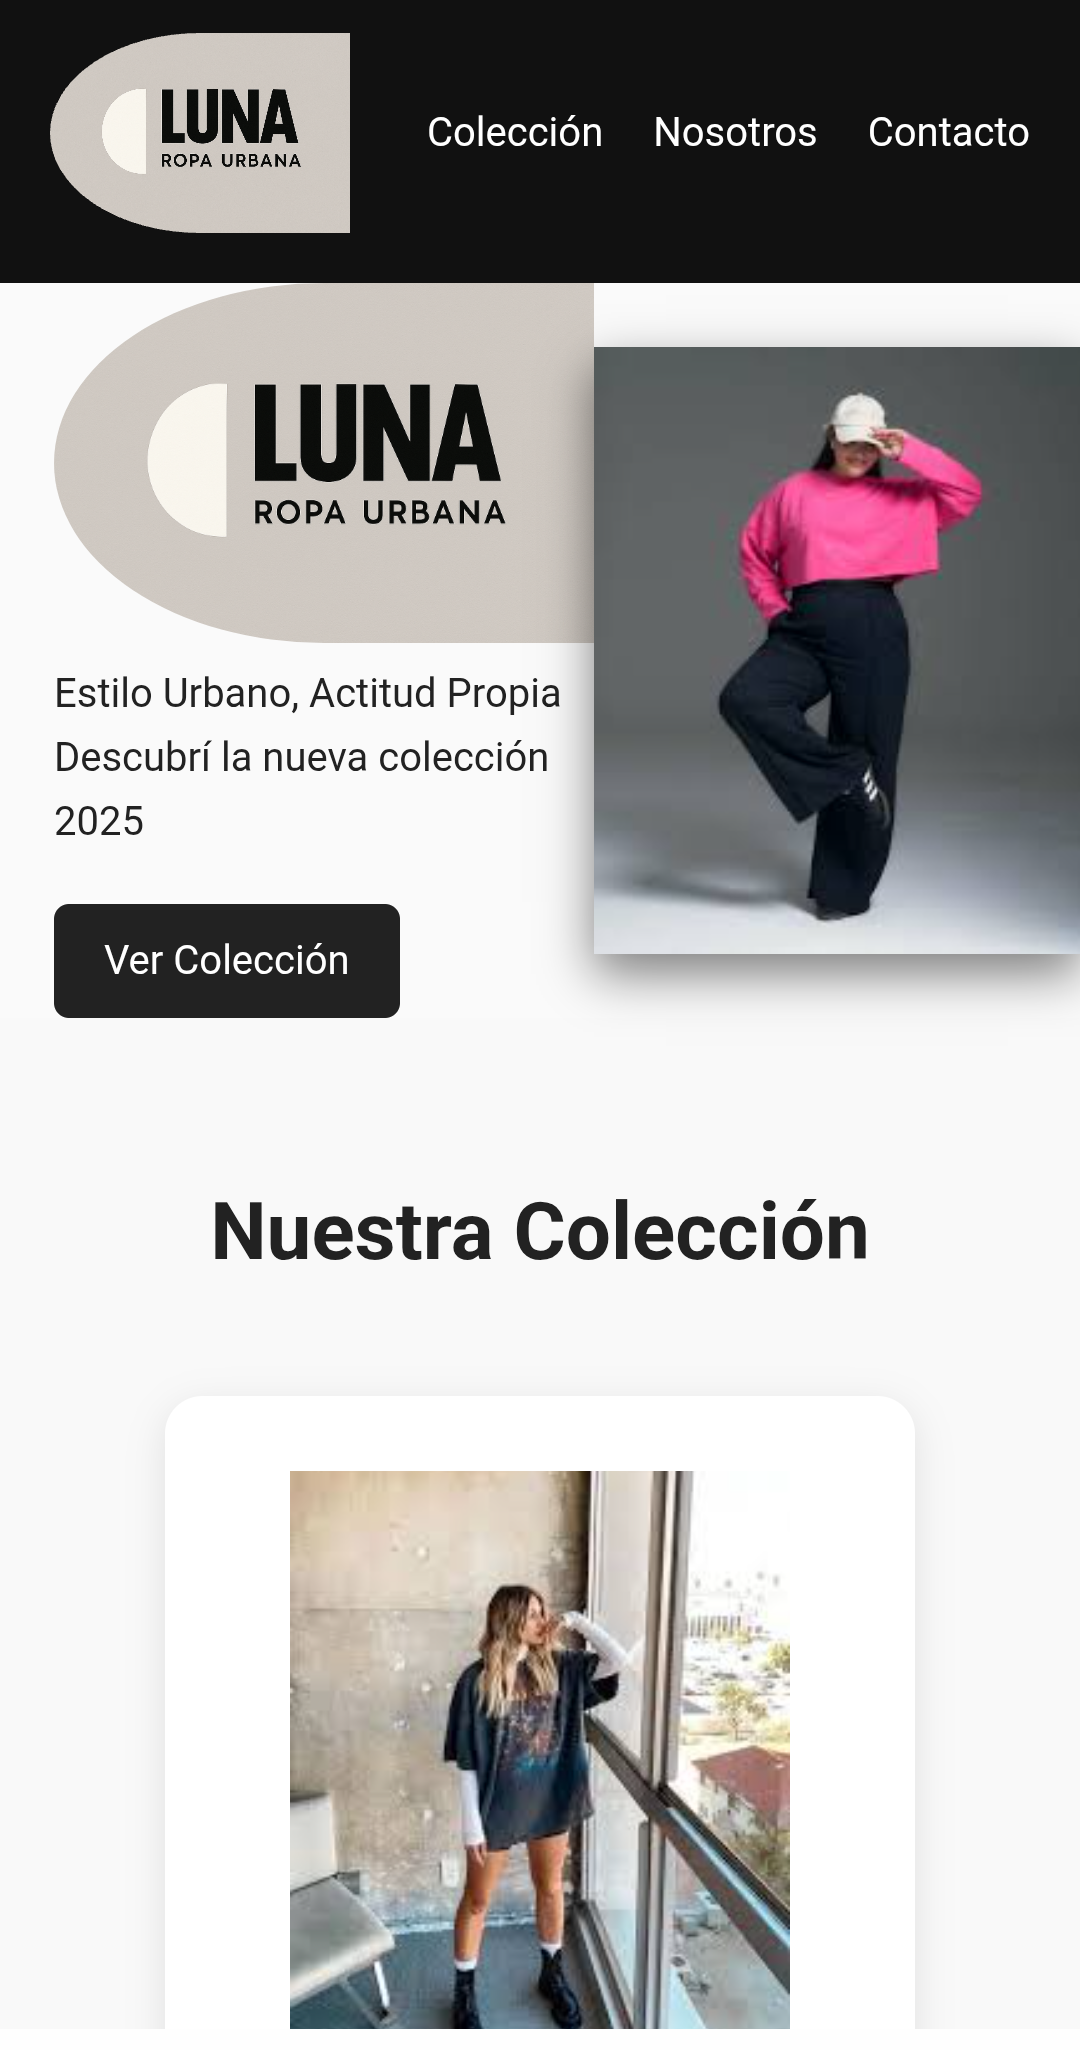 LUNA
ROPA URBANA
Colección Nosotros Contacto
LUNA
ROPA URBANA
Estilo Urbano, Actitud Propia
Descubrí la nueva colección
2025
Ver Colección
Nuestra Colección